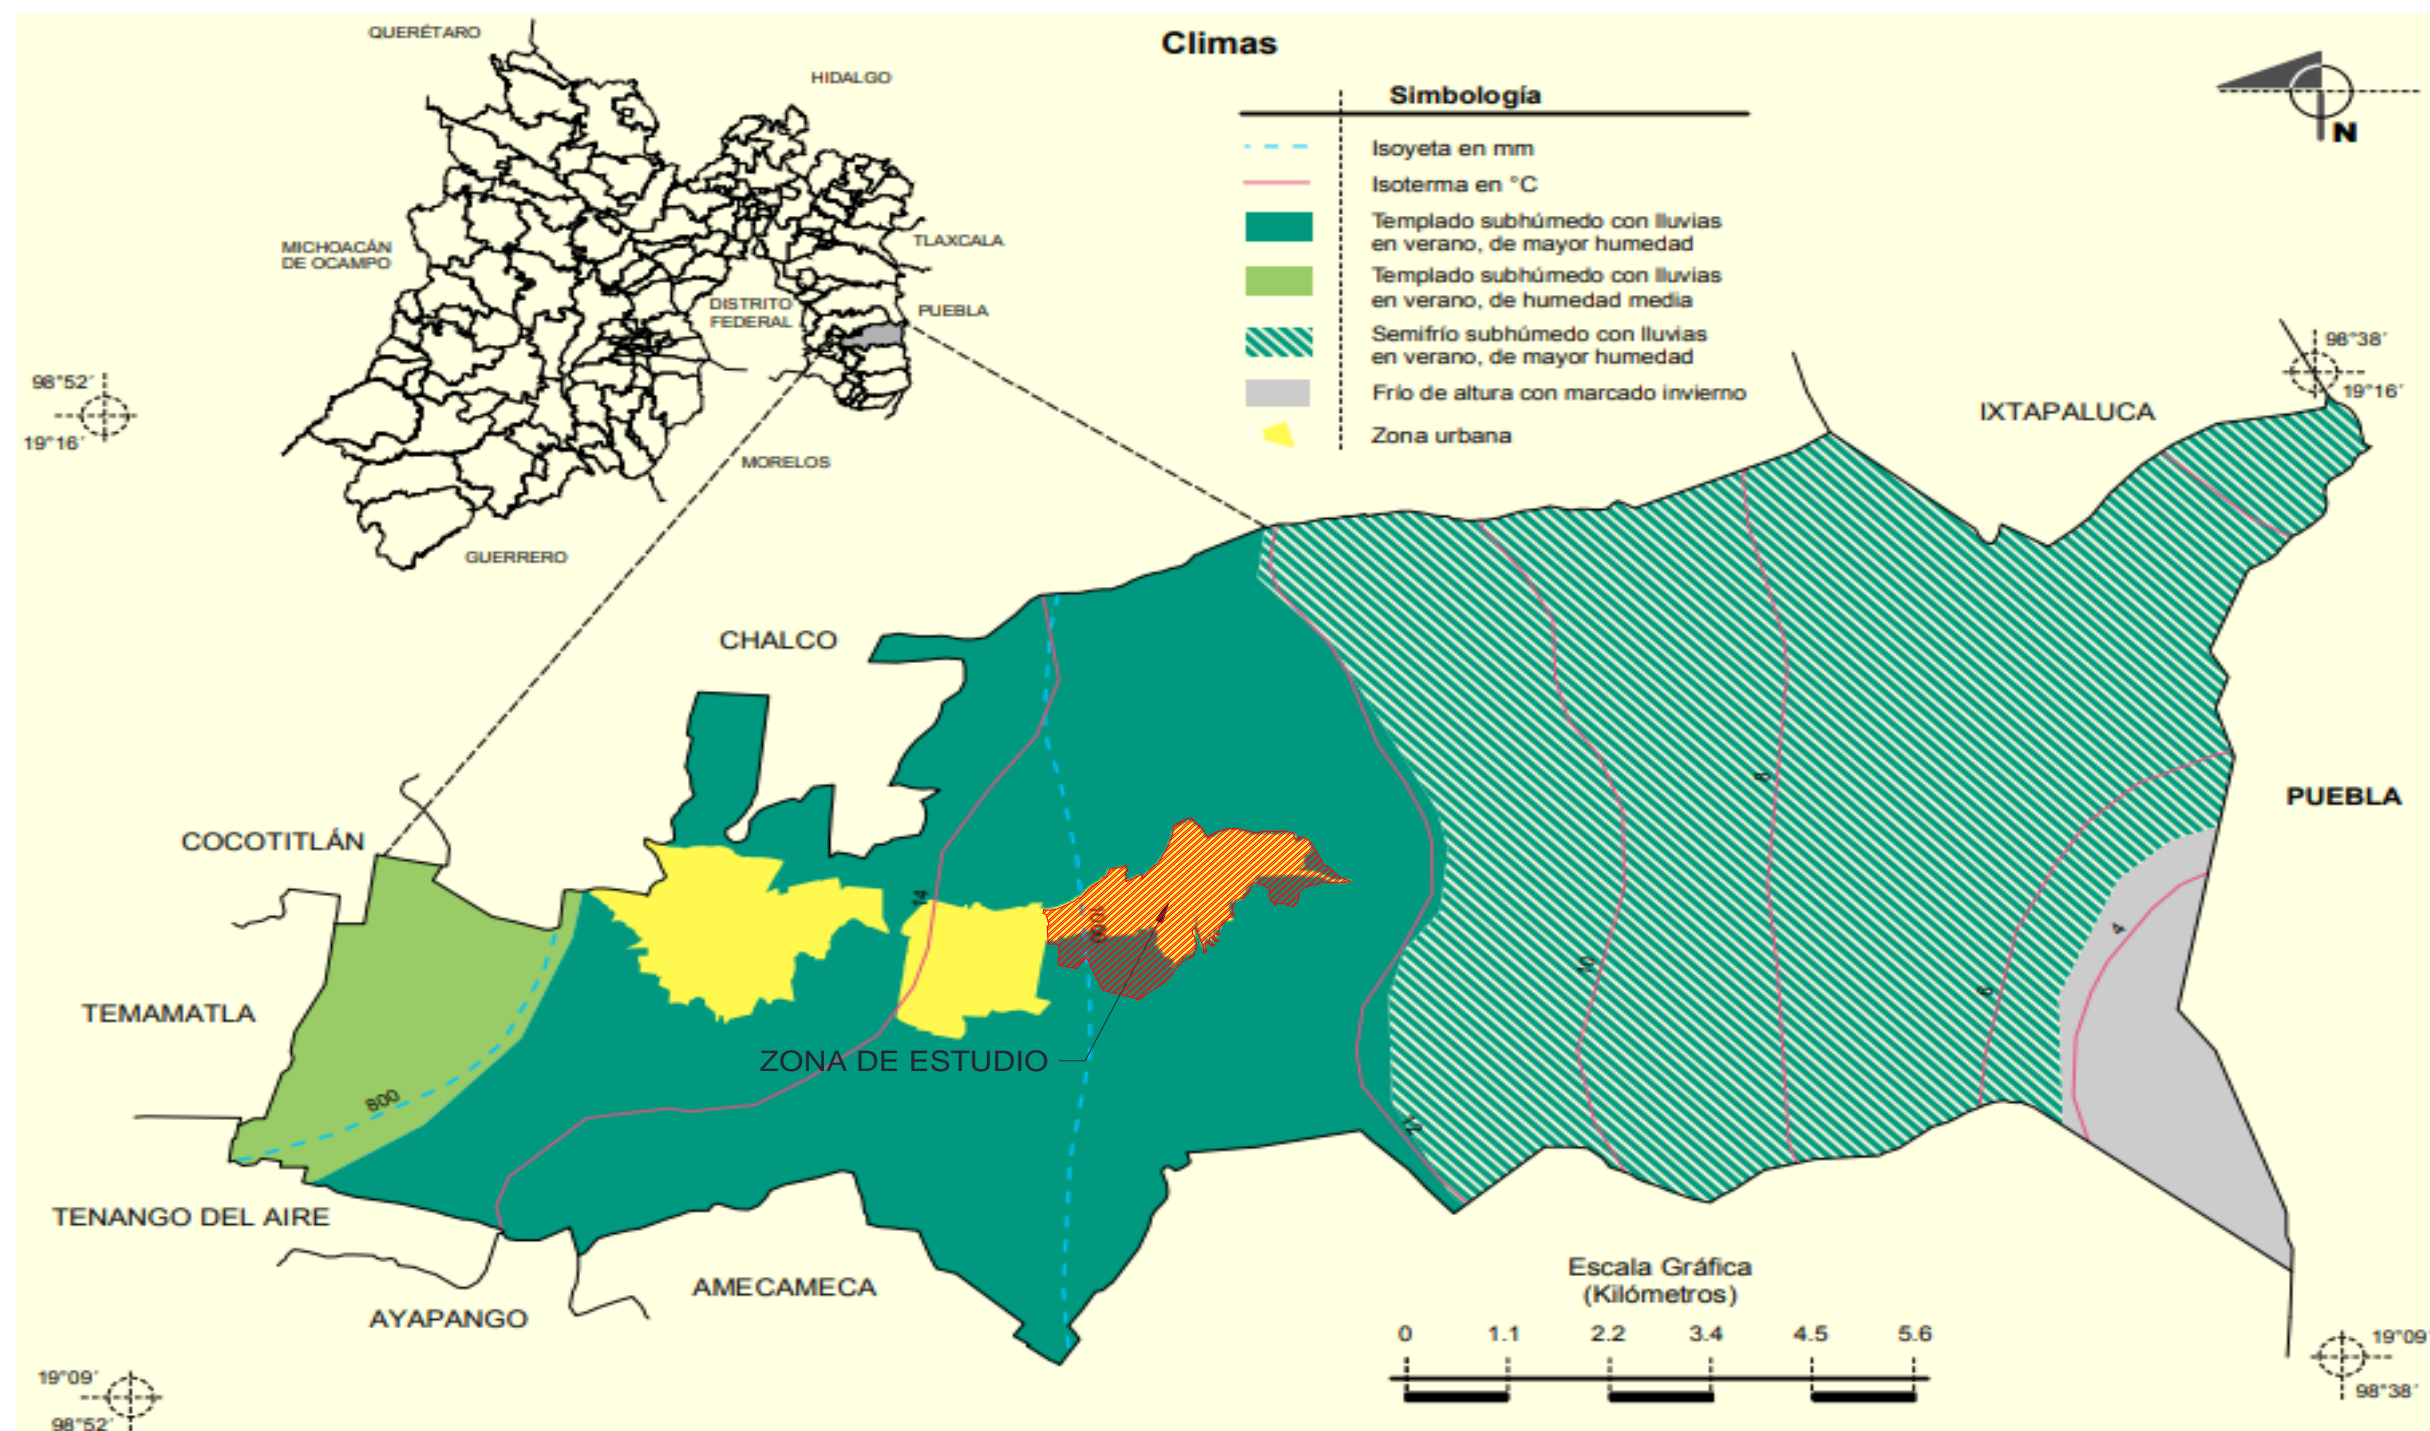 Climas
Simbología
Isoyeta en mm
Isoterma en °C
Templado subhúmedo con lluvias
en verano, de mayor humedad
Templado subhúmedo con lluvias
en verano, de humedad media
Semifrío subhúmedo con lluvias
en verano, de mayor humedad
Frío de altura con marcado invierno
Zona urbana
N
QUERÉTARO
HIDALGO
MICHOACÁN
DE OCAMPO
TLAXCALA
DISTRITO
FEDERAL
PUEBLA
MORELOS
GUERRERO
98°52´
19°16´
98°38´
19°16´
IXTAPALUCA
CHALCO
COCOTITLÁN
PUEBLA
TEMAMATLA
ZONA DE ESTUDIO
14
1000
800
12
10
8
6
4
TENANGO DEL AIRE
AYAPANGO
AMECAMECA
Escala Gráfica
(Kilómetros)
0 1.1 2.2 3.4 4.5 5.6
19°09´
98°52´
19°09´
98°38´